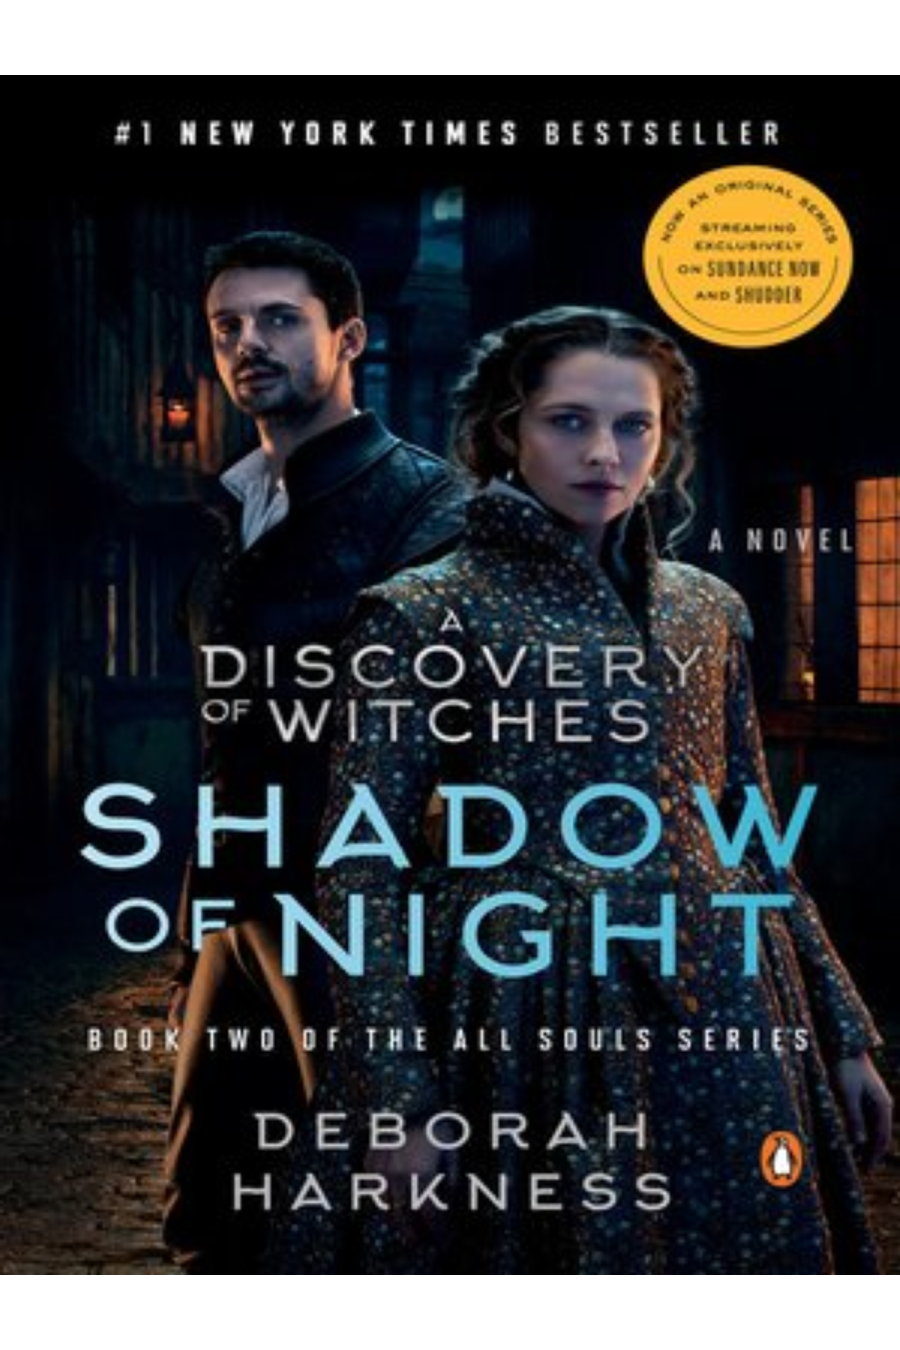 #1 NEW YORK TIMES BESTSELLER
NOW AN ORIGINAL SERIES
STREAMING
EXCLUSIVELY
ON SUNDANCE NOW
AND SHUDDER
A NOVEL
A
DISCOVERY
OF WITCHES
SHADOW
OF NIGHT
BOOK TWO OF THE ALL SOULS SERIES
DEBORAH
HARKNESS